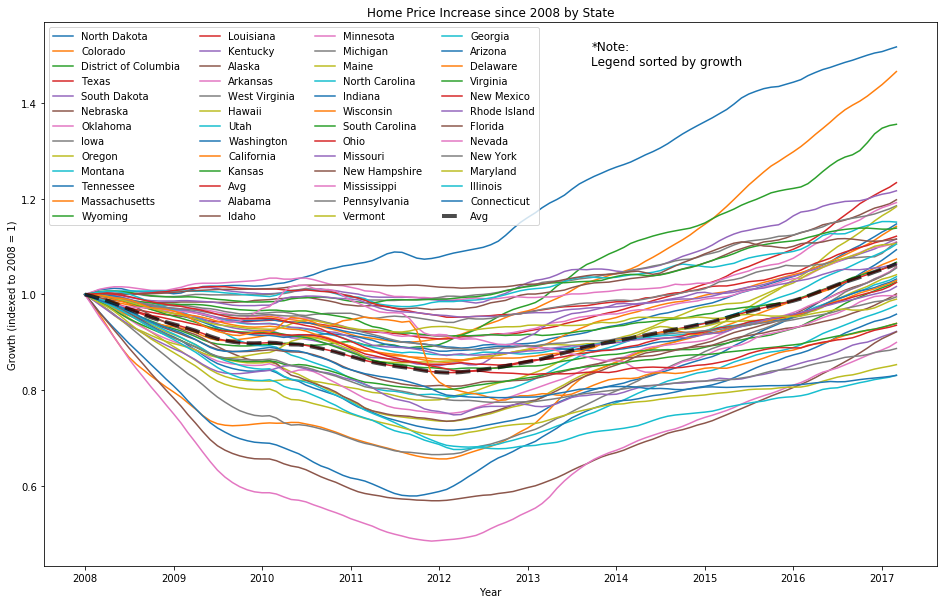 Home Price Increase since 2008 by State
North Dakota
Colorado
District of Columbia
Texas
South Dakota
Nebraska
Oklahoma
Iowa
Oregon
Montana
Tennessee
Massachusetts
Wyoming
Louisiana
Kentucky
Alaska
Arkansas
West Virginia
Hawaii
Utah
Washington
California
Kansas
Avg
Alabama
Idaho
Minnesota
Michigan
Maine
North Carolina
Indiana
Wisconsin
South Carolina
Ohio
Missouri
New Hampshire
Mississippi
Pennsylvania
Vermont
Georgia
Arizona
Delaware
Virginia
New Mexico
Rhode Island
Florida
Nevada
New York
Maryland
Illinois
Connecticut
Avg
*Note:
Legend sorted by growth
Growth (indexed to 2008 = 1)
1.4
1.2
1.0
0.8
0.6
2008 2009 2010 2011 2012 2013 2014 2015 2016 2017
Year